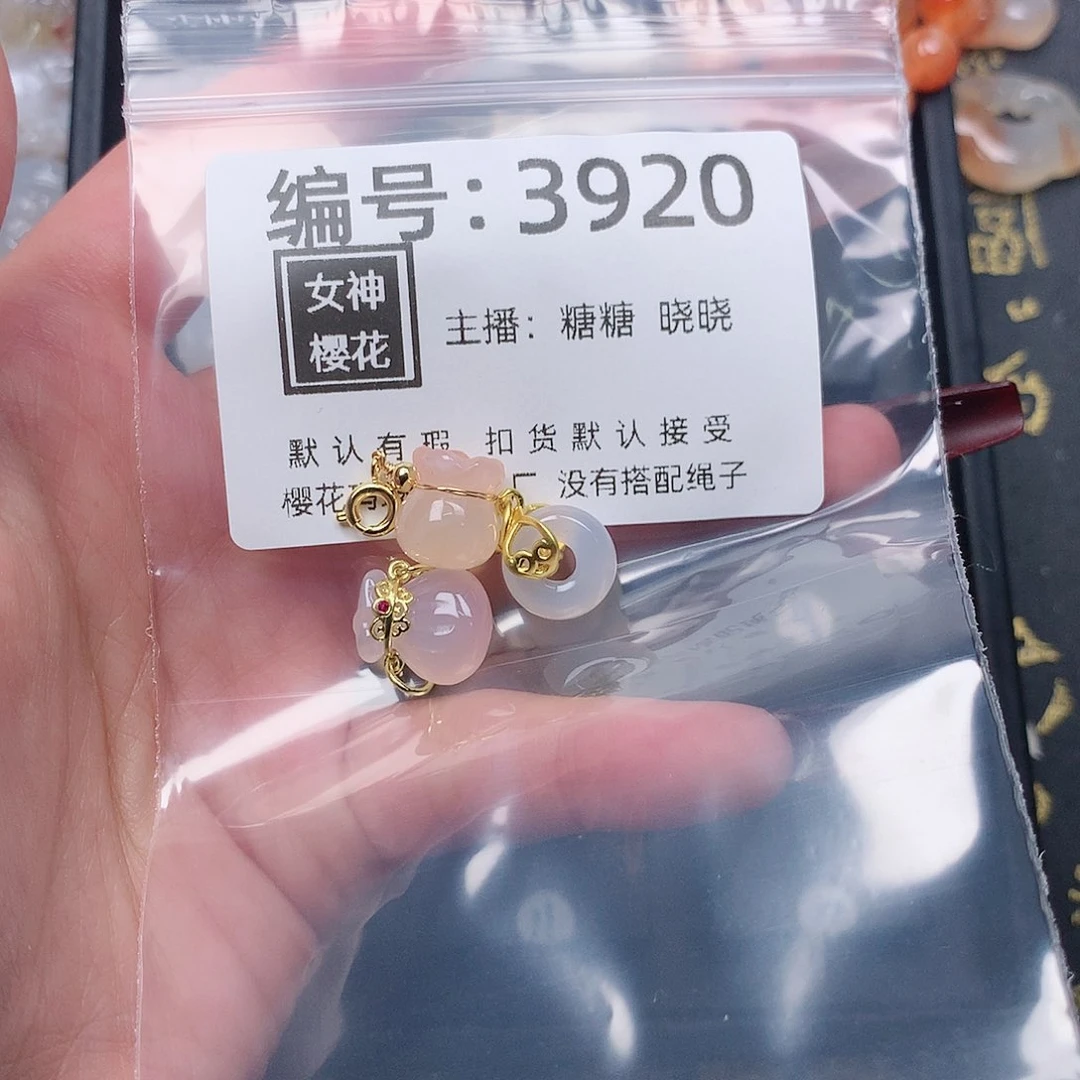 编号：3920
女神
樱花
主播：糖糖 晓晓
默认有瑕 扣货默认接受
樱花 没有搭配绳子